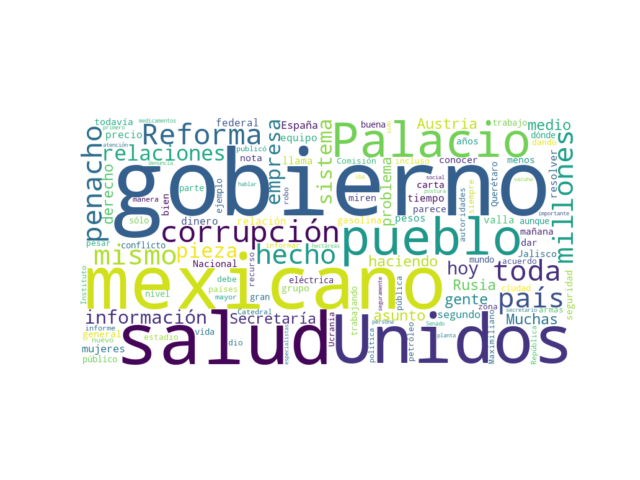 todavía
medicamentos
primero
atención
penacho
Reforma
federal
España
publicó
equipo
nota
llama
Palacio
buena
Austria
trabajo
medio
dónde
dando
relaciones
precio
derecho
parte
ejemplo
denuncia
hablar
empresa
robo
sistema
Comisión
incluso
conocer
años
menos
problema
miren
carta
tiempo
parece
siempre
Querétaro
resolver
millones
gobierno
manera
bien
sólo
dinero
relación
gasolina
pesos
valla
autoridades
aunque
importante
mañana
dar
Jalisco
corrupción
pueblo
pesar
conflicto
mismo
pieza
Nacional
informar
hecho
hectáreas
haciendo
hoy
mundo
acuerdo
toda
seguridad
Instituto
mexicano
nivel
debe
países
mayor
recurso
gran
eléctrica
grupo
trabajando
seguramente
pública
social
postura
gente
Rusia
ciudad
zona
armas
país
información
Catedral
Secretaría
Ucrania
asunto
persona
política
petróleo
segundo
Senado
planta
Maximiliano
secretario
Muchas
República
informe
general
nuevo
mujeres
público
estadio
vida
dio
especialistas
salud
Unidos